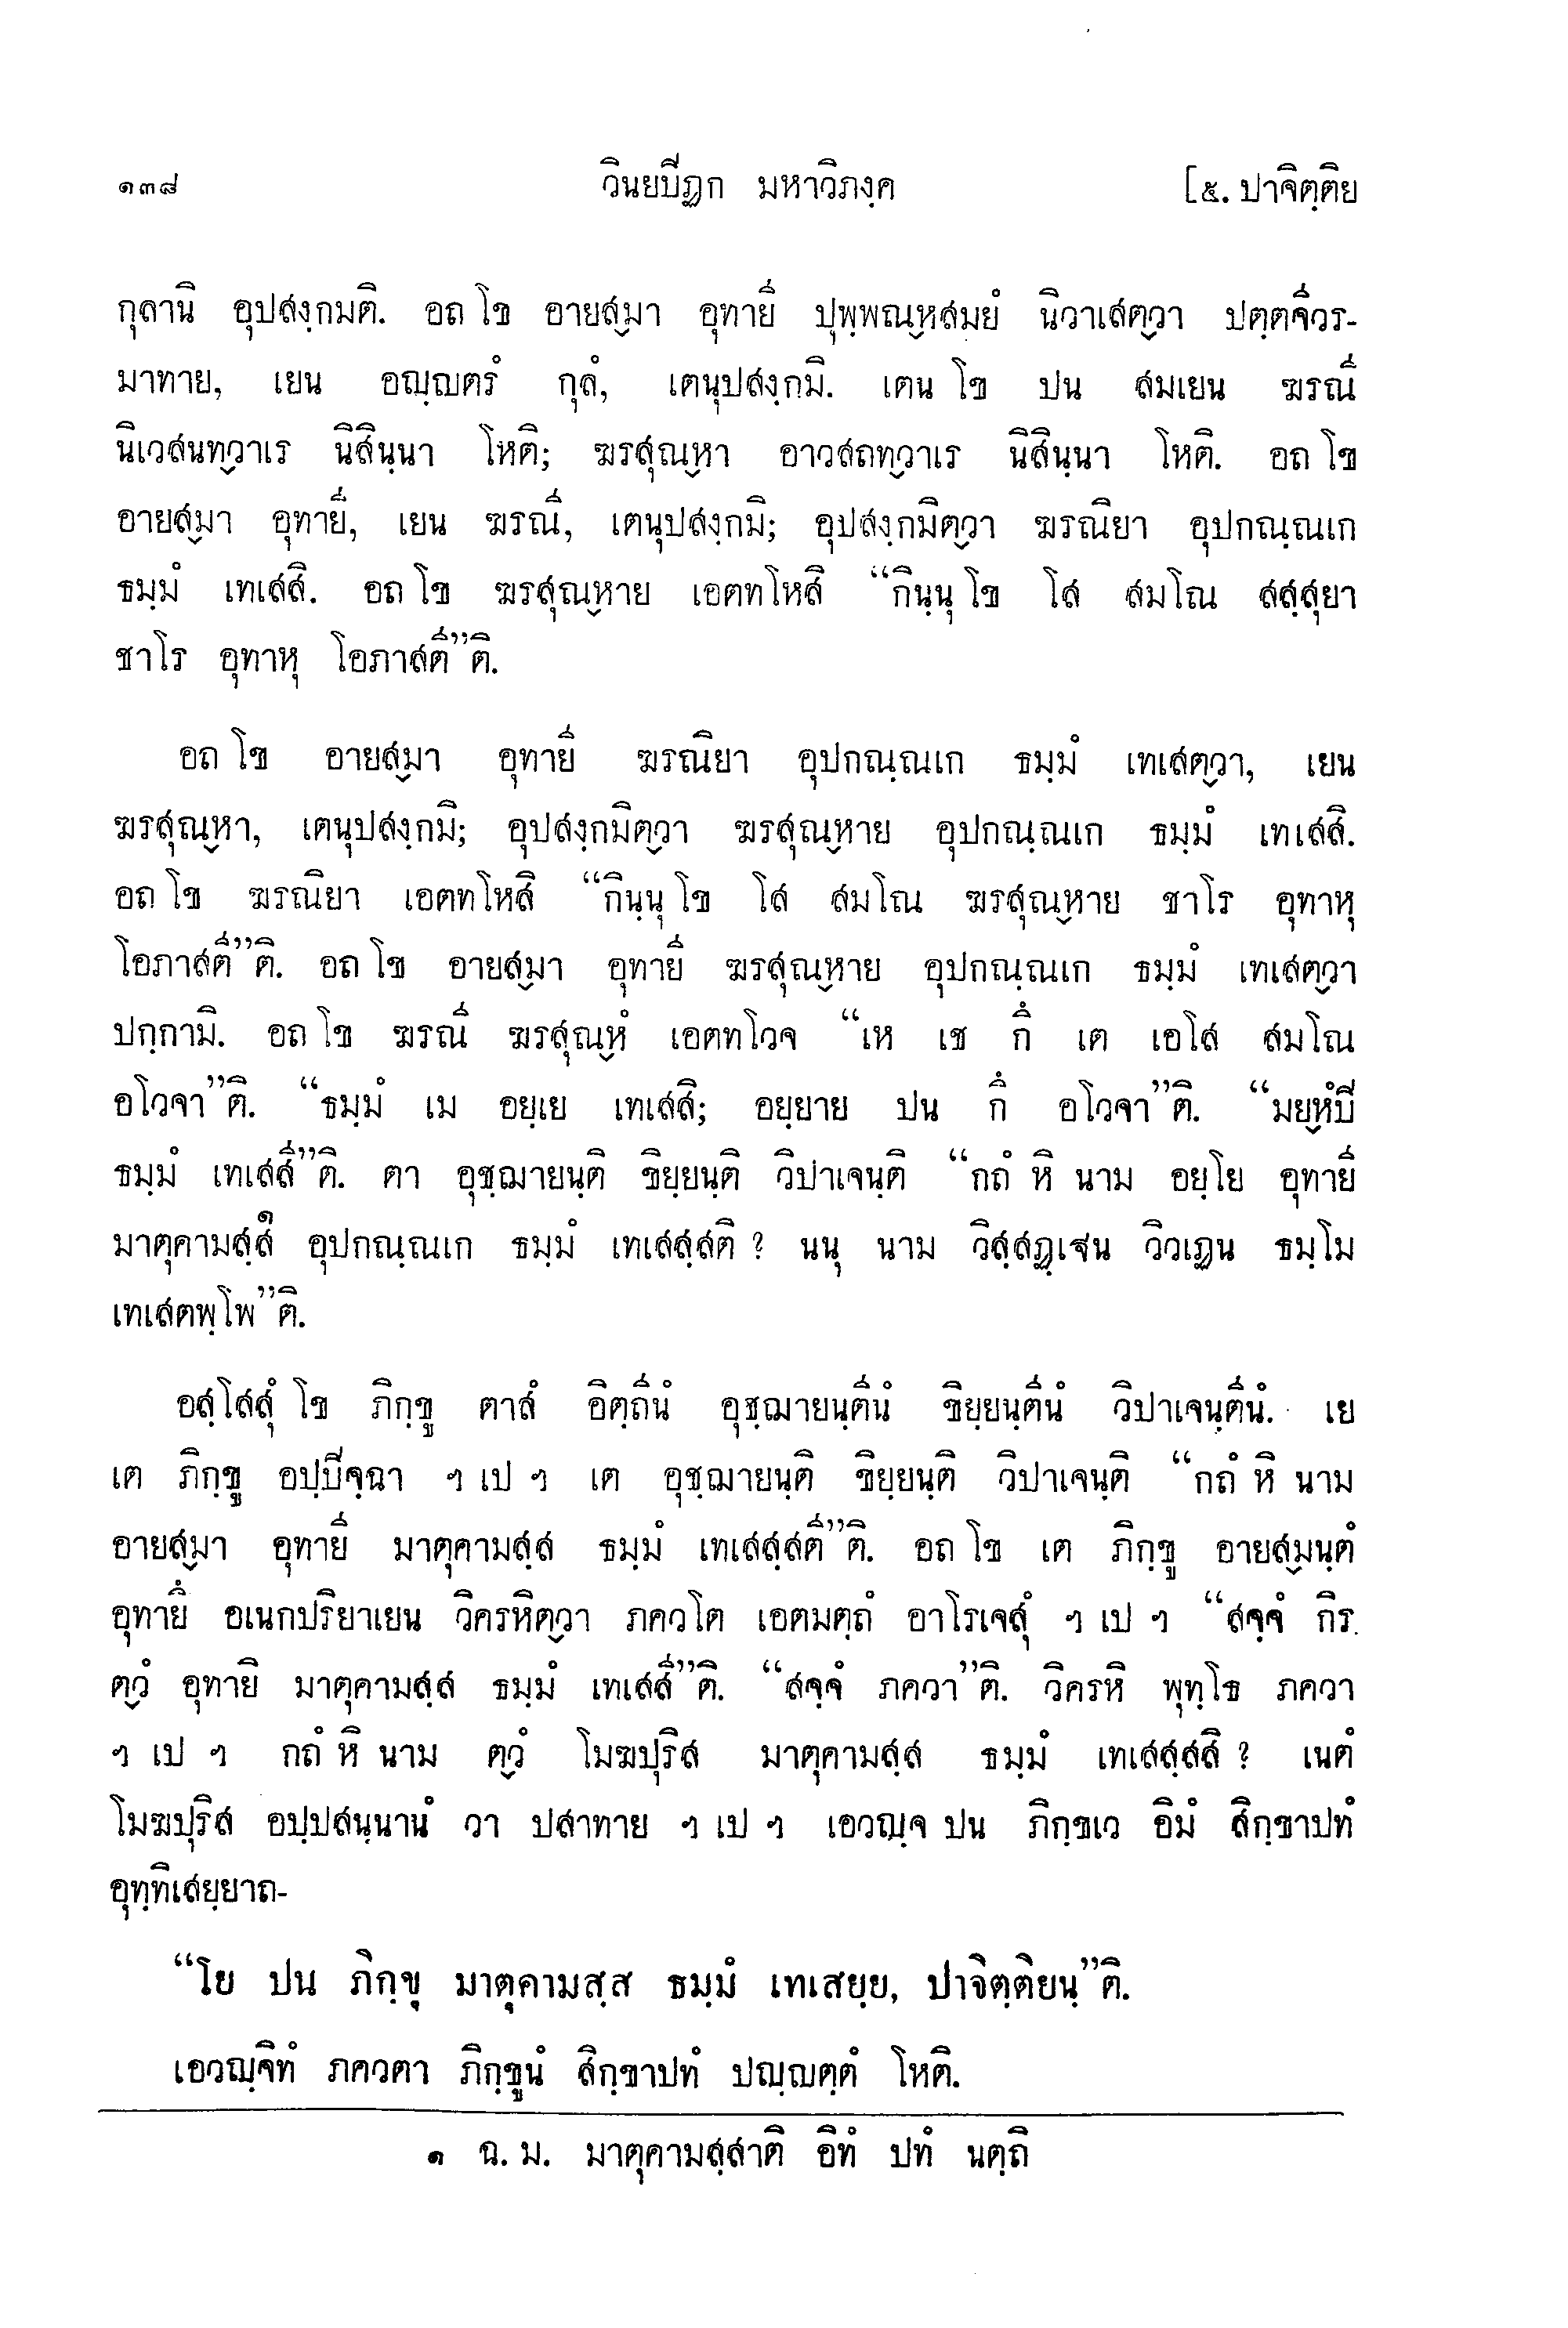 ๑๓๘ วินยปิฏก มหาวิภงฺค [๕. ปาจิตฺติย
กุลานิ อุปสงฺกมติ. อถ โข อายส๎มา อุทายี ปุพฺพณ๎หสมยํ นิวาเสต๎วา ปตฺตจีวร-
มาทาย, เยน อญฺญตรํ กุลํ, เตนุปสงฺกมิ. เตน โข ปน สมเยน ฆรณี
นิเวสนท๎วาเร นิสินฺนา โหติ; ฆรสุณ๎หา อาวสถท๎วาเร นิสินฺนา โหติ. อถ โข
อายส๎มา อุทายี, เยน ฆรณี, เตนุปสงฺกมิ; อุปสงฺกมิต๎วา ฆรณิยา อุปกณฺณเก
ธมฺมํ เทเสสิ. อถ โข ฆรสุณ๎หาย เอตทโหสิ “กินฺนุ โข โส สมโณ สสฺสุยา
ชาโร อุทาหุ โอภาสตี”ติ.
อถ โข อายส๎มา อุทายี ฆรณิยา อุปกณฺณเก ธมฺมํ เทเสต๎วา, เยน
ฆรสุณ๎หา, เตนุปสงฺกมิ; อุปสงฺกมิต๎วา ฆรสุณ๎หาย อุปกณฺณเก ธมฺมํ เทเสสิ.
อถ โข ฆรณิยา เอตทโหสิ “กินฺนุ โข โส สมโณ ฆรสุณ๎หาย ชาโร อุทาหุ
โอภาสตี”ติ. อถ โข อายส๎มา อุทายี ฆรสุณ๎หาย อุปกณฺณเก ธมฺมํ เทเสต๎วา
ปกฺกามิ. อถ โข ฆรณี ฆรสุณ๎หํ เอตทโวจ “เห เช กึ เต เอโส สมโณ
อโวจา”ติ. “ธมฺมํ เม อยฺเย เทเสสิ; อยฺยาย ปน กึ อโวจา”ติ. “มย๎หํปิ
ธมฺมํ เทเสสี”ติ. ตา อุชฺฌายนฺติ ขิยฺยนฺติ วิปาเจนฺติ “กถํ หิ นาม อยฺโย อุทายี
มาตุคามสฺส๑ อุปกณฺณเก ธมฺมํ เทเสสฺสติ ? นนุ นาม วิสฺสฏฺเฐน วิวเฏน ธมฺโม
เทเสตพฺโพ”ติ.
อสฺโสสุํ โข ภิกฺขู ตาสํ อิตฺถีนํ อุชฺฌายนฺตีนํ ขิยฺยนฺตีนํ วิปาเจนฺตีนํ. เย
เต ภิกฺขู อปฺปิจฺฉา ฯ เป ฯ เต อุชฺฌายนฺติ ขิยฺยนฺติ วิปาเจนฺติ “กถํ หิ นาม
อายส๎มา อุทายี มาตุคามสฺส ธมฺมํ เทเสสฺสตี”ติ. อถ โข เต ภิกฺขู อายส๎มนฺตํ
อุทายึ อเนกปริยาเยน วิครหิต๎วา ภควโต เอตมตฺถํ อาโรเจสุํ ฯ เป ฯ “สจฺจํ กิร
ต๎วํ อุทายิ มาตุคามสฺส ธมฺมํ เทเสสี”ติ. “สจฺจํ ภควา”ติ. วิครหิ พุทฺโธ ภควา
ฯ เป ฯ กถํ หิ นาม ต๎วํ โมฆปุริส มาตุคามสฺส ธมฺมํ เทเสสฺสสิ ? เนตํ
โมฆปุริส อปฺปสนฺนานํ วา ปสาทาย ฯ เป ฯ เอวญฺจ ปน ภิกฺขเว อิมํ สิกฺขาปทํ
อุทฺทิเสยฺยาถ-
“โย ปน ภิกฺขุ มาตุคามสฺส ธมฺมํ เทเสยฺย, ปาจิตฺติยนฺ”ติ.
เอวญฺจิทํ ภควตา ภิกฺขูนํ สิกฺขาปทํ ปญฺญตฺตํ โหติ.
๑ ฉ. ม. มาตุคามสฺสาติ อิทํ ปทํ นตฺถิ